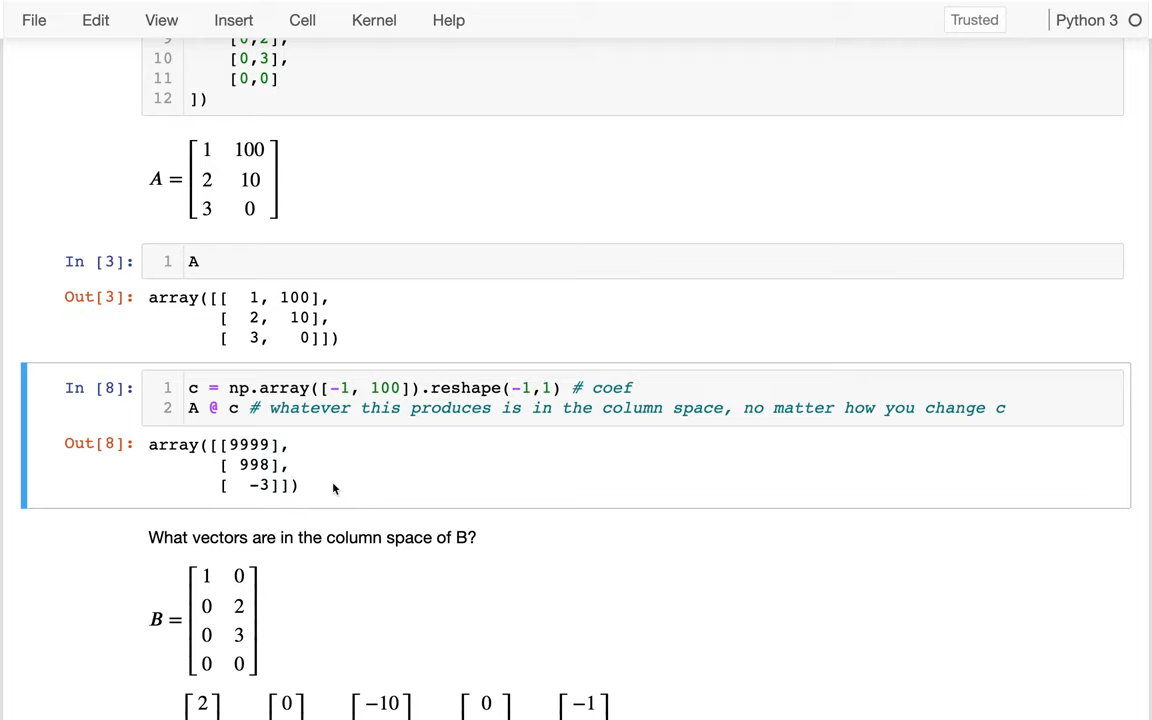 File Edit View Insert Cell Kernel Help Trusted Python 3
9 [0,2],
10 [0,3],
11 [0,0]
12 ])
A = [ 1 100
2 10
3 0 ]
In [3]: 1 A
Out[3]: array([[ 1, 100],
[ 2, 10],
[ 3, 0]])
In [8]: 1 c = np.array([-1, 100]).reshape(-1,1) # coef
2 A @ c # whatever this produces is in the column space, no matter how you change c
Out[8]: array([[9999],
[ 998],
[ -3]])
What vectors are in the column space of B?
B = [ 1 0
0 2
0 3
0 0 ]
[ 2 ] [ 0 ] [ -10 ] [ 0 ] [ -1 ]